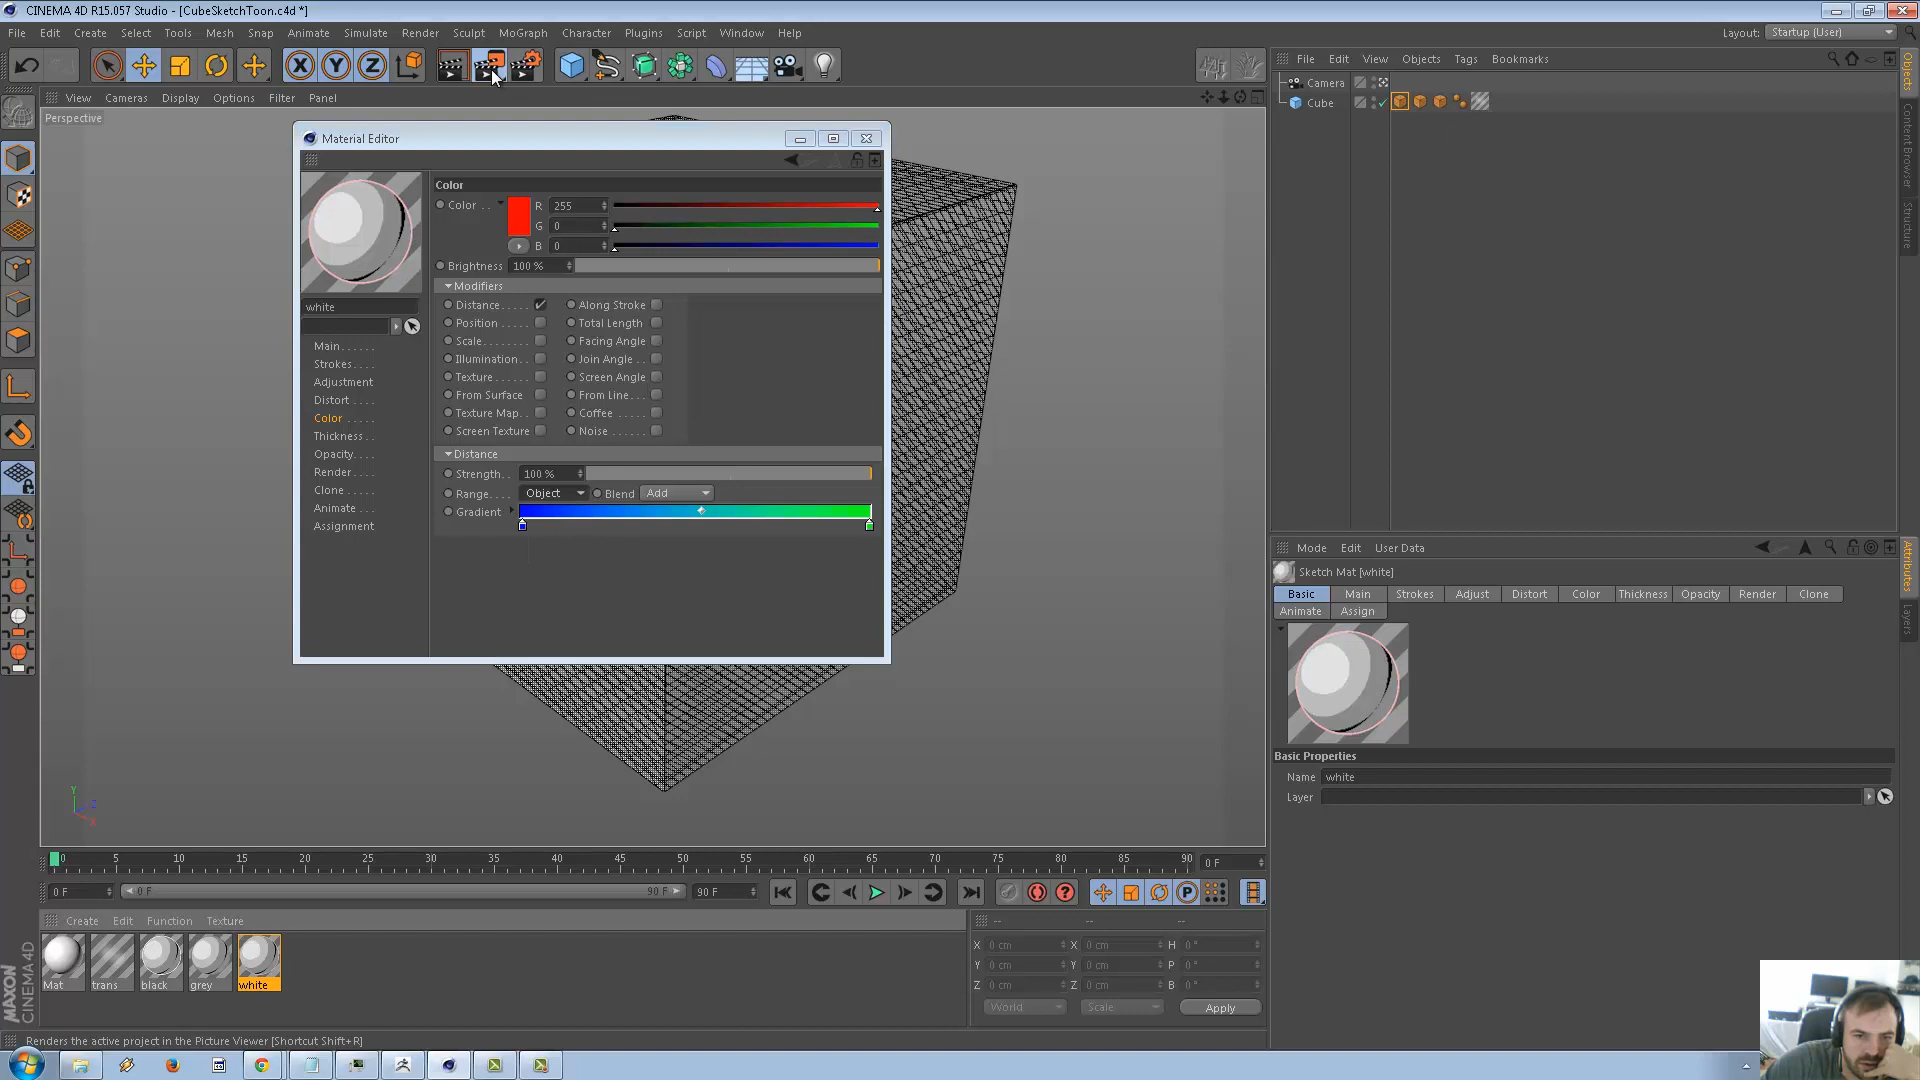 CINEMA 4D R15.057 Studio - [CubeSketchToon.c4d *]
File Edit Create Select Tools Mesh Snap Animate Simulate Render Sculpt MoGraph Character Plugins Script Window Help
Layout: Startup (User)
X Y Z
File Edit View Objects Tags Bookmarks
Camera
Cube
Objects
Content Browser
Structure
View Cameras Display Options Filter Panel
Perspective
Material Editor
Color
Color . . R 255
G 0
B 0
Brightness 100 %
Modifiers
Distance . . . . . Along Stroke
Position . . . . . Total Length
Scale . . . . . . . Facing Angle
Illumination . . Join Angle . .
Texture . . . . . . Screen Angle
From Surface From Line . . .
Texture Map . . Coffee . . . . .
Screen Texture Noise . . . . . .
Distance
Strength . . 100 %
Range . . . . Object Blend Add
Gradient
white
Main . . . . . .
Strokes . . . .
Adjustment
Distort . . . .
Color . . . . .
Thickness . .
Opacity . . . .
Render . . . .
Clone . . . . .
Animate . . .
Assignment
Mode Edit User Data
Sketch Mat [white]
Basic Main Strokes Adjust Distort Color Thickness Opacity Render Clone
Animate Assign
Basic Properties
Name white
Layer
Attributes
Layers
Y
Z
X
0 5 10 15 20 25 30 35 40 45 50 55 60 65 70 75 80 85 90 0 F
0 F 0 F 90 F 90 F
P
Create Edit Function Texture
Mat trans black grey white
-- -- --
X 0 cm X 0 cm H 0 °
Y 0 cm Y 0 cm P 0 °
Z 0 cm Z 0 cm B 0 °
World Scale Apply
MAXON
CINEMA 4D
Renders the active project in the Picture Viewer [Shortcut Shift+R]